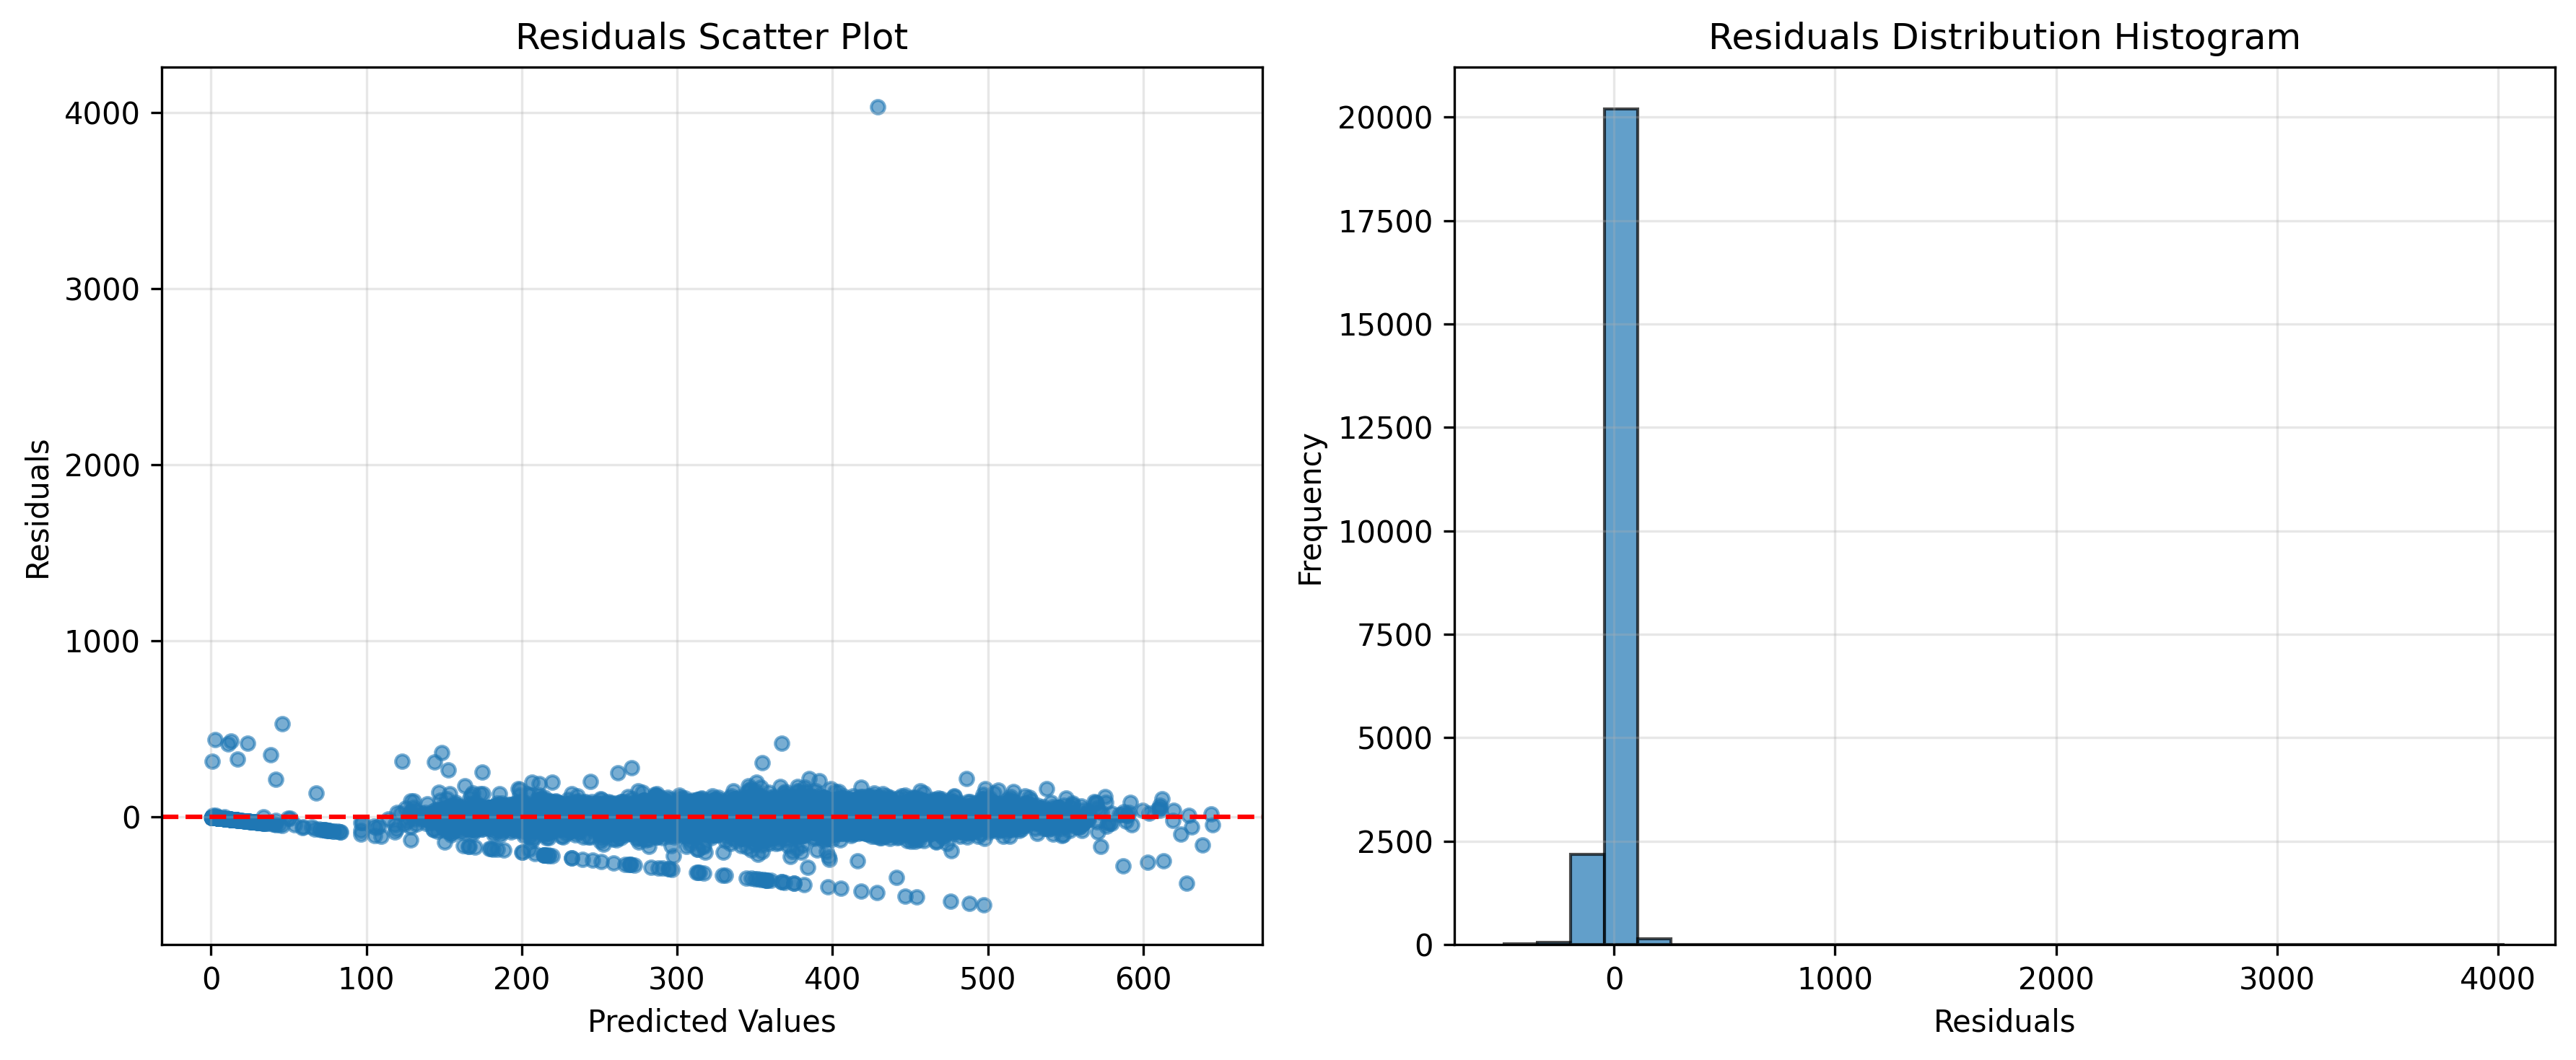 Residuals Scatter Plot
4000
3000
2000
1000
0
Residuals
0 100 200 300 400 500 600
Predicted Values
Residuals Distribution Histogram
20000
17500
15000
12500
10000
7500
5000
2500
0
Frequency
0 1000 2000 3000 4000
Residuals